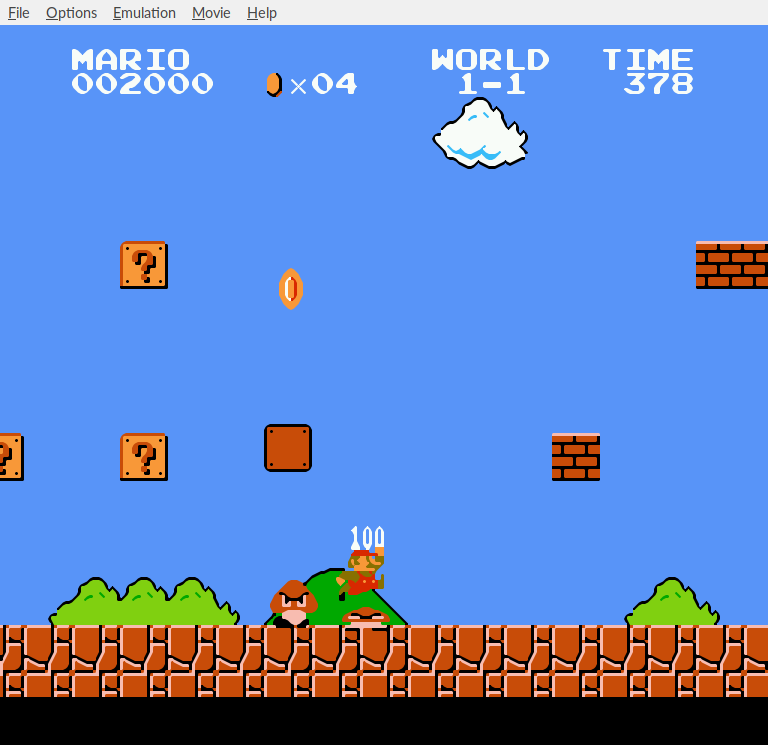 File Options Emulation Movie Help
MARIO WORLD TIME
002000 ×04 1-1 378
?
? ?
100